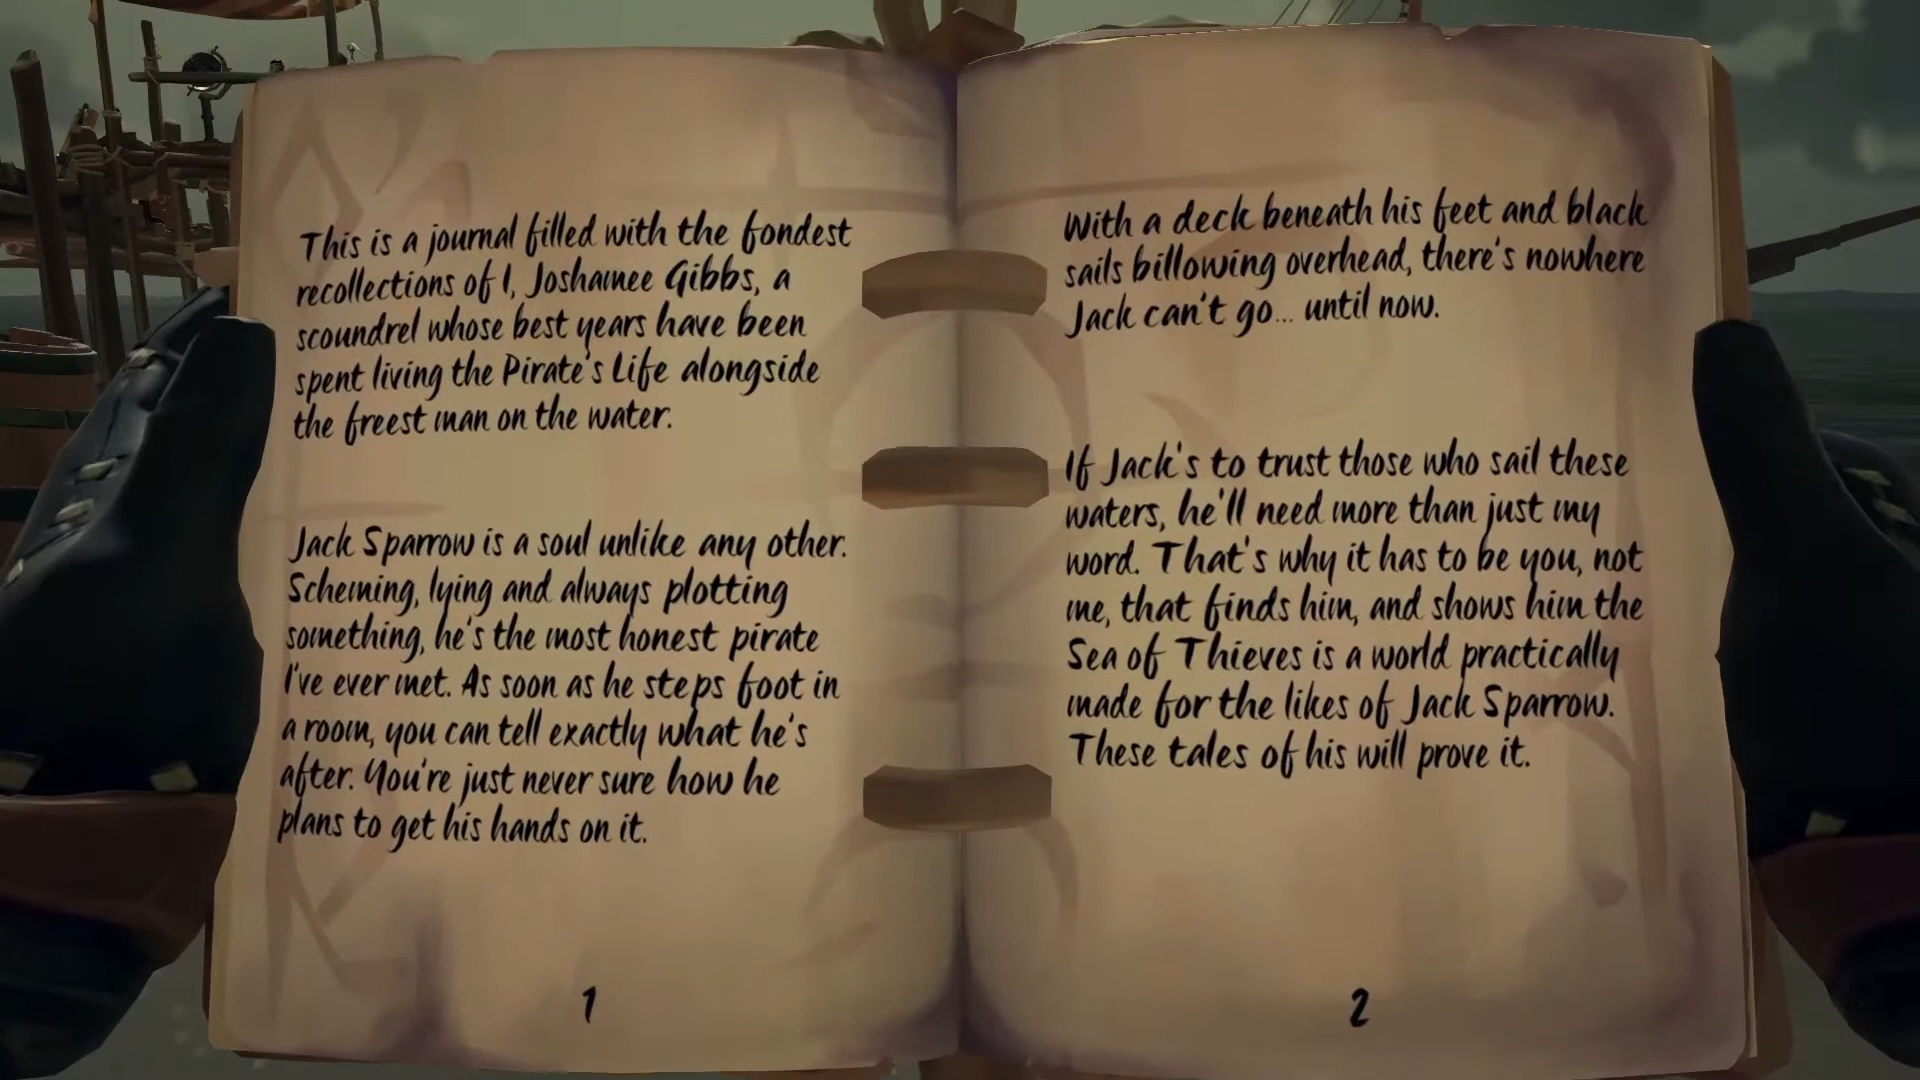 This is a journal filled with the fondest
recollections of I, Joshamee Gibbs, a
scoundrel whose best years have been
spent living the Pirate's Life alongside
the freest man on the water.
Jack Sparrow is a soul unlike any other.
Scheming, lying and always plotting
something, he's the most honest pirate
I've ever met. As soon as he steps foot in
a room, you can tell exactly what he's
after. You're just never sure how he
plans to get his hands on it.
1
With a deck beneath his feet and black
sails billowing overhead, there's nowhere
Jack can't go... until now.
If Jack's to trust those who sail these
waters, he'll need more than just my
word. That's why it has to be you, not
me, that finds him, and shows him the
Sea of Thieves is a world practically
made for the likes of Jack Sparrow.
These tales of his will prove it.
2